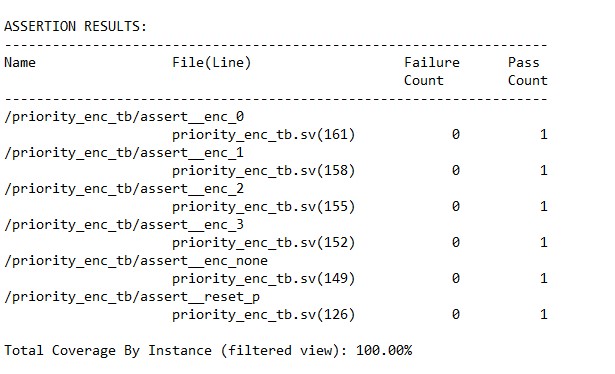 ASSERTION RESULTS:
----------------------------------------------------------------------
Name                 File(Line)                   Failure      Pass
                                                  Count        Count
----------------------------------------------------------------------
/priority_enc_tb/assert__enc_0
                     priority_enc_tb.sv(161)            0          1
/priority_enc_tb/assert__enc_1
                     priority_enc_tb.sv(158)            0          1
/priority_enc_tb/assert__enc_2
                     priority_enc_tb.sv(155)            0          1
/priority_enc_tb/assert__enc_3
                     priority_enc_tb.sv(152)            0          1
/priority_enc_tb/assert__enc_none
                     priority_enc_tb.sv(149)            0          1
/priority_enc_tb/assert__reset_p
                     priority_enc_tb.sv(126)            0          1
Total Coverage By Instance (filtered view): 100.00%